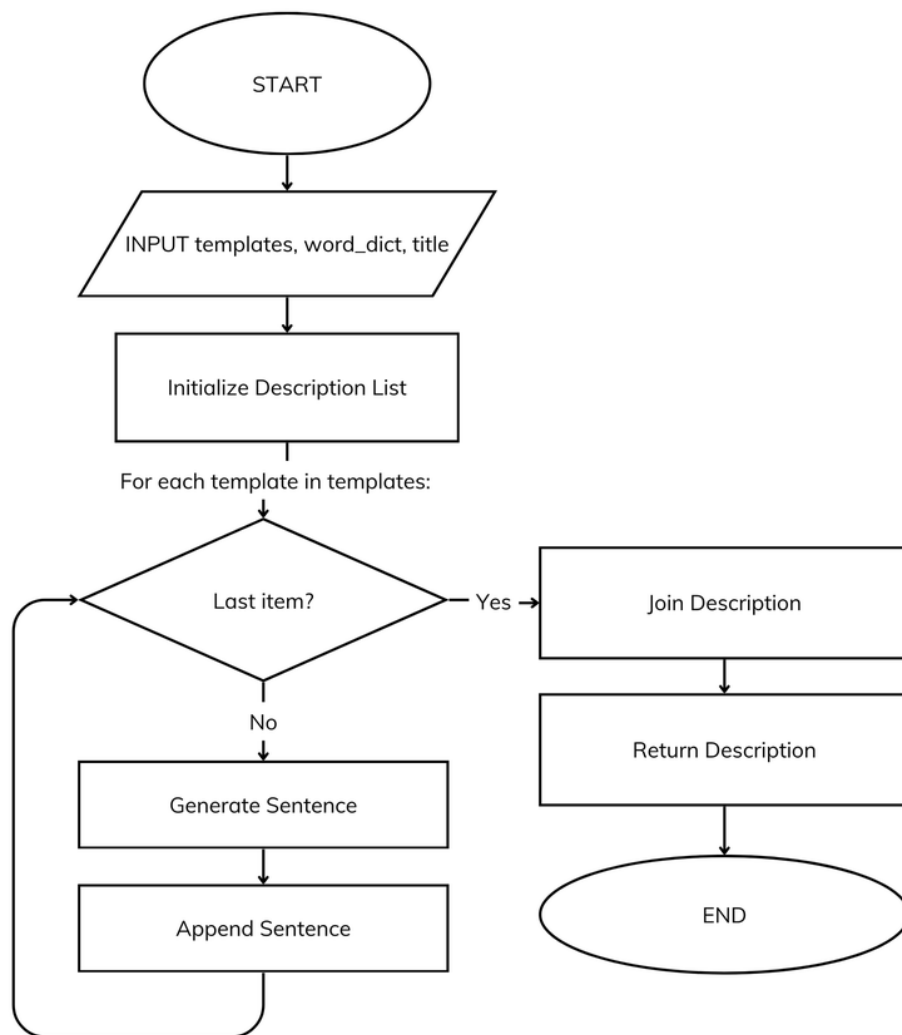 START
INPUT templates, word_dict, title
Initialize Description List
For each template in templates:
Last item?
Yes
Join Description
No
Return Description
Generate Sentence
Append Sentence
END